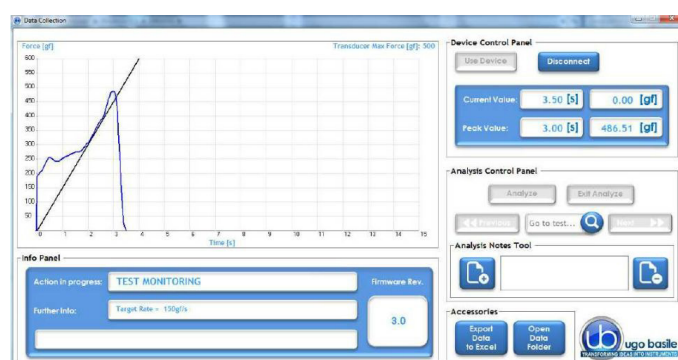 Data Collection
Force [gf] Transducer Max Force [gf]: 500
600
550
500
450
400
350
300
250
200
150
100
50
0 1 2 3 4 5 6 7 8 9 10 11 12 13 14 15
Time [s]
Info Panel
Action in progress: TEST MONITORING
Further Info: Target Rate = 150gf/s
Firmware Rev.
3.0
Device Control Panel
Use Device Disconnect
Current Value: 3.50 [s] 0.00 [gf]
Peak Value: 3.00 [s] 486.51 [gf]
Analysis Control Panel
Analyze Exit Analyze
Previous Go to test... Next
Analysis Notes Tool
Accessories
Export Data to Excel
Open Data Folder
ub ugo basile
TRANSFORMING IDEAS INTO INSTRUMENTS